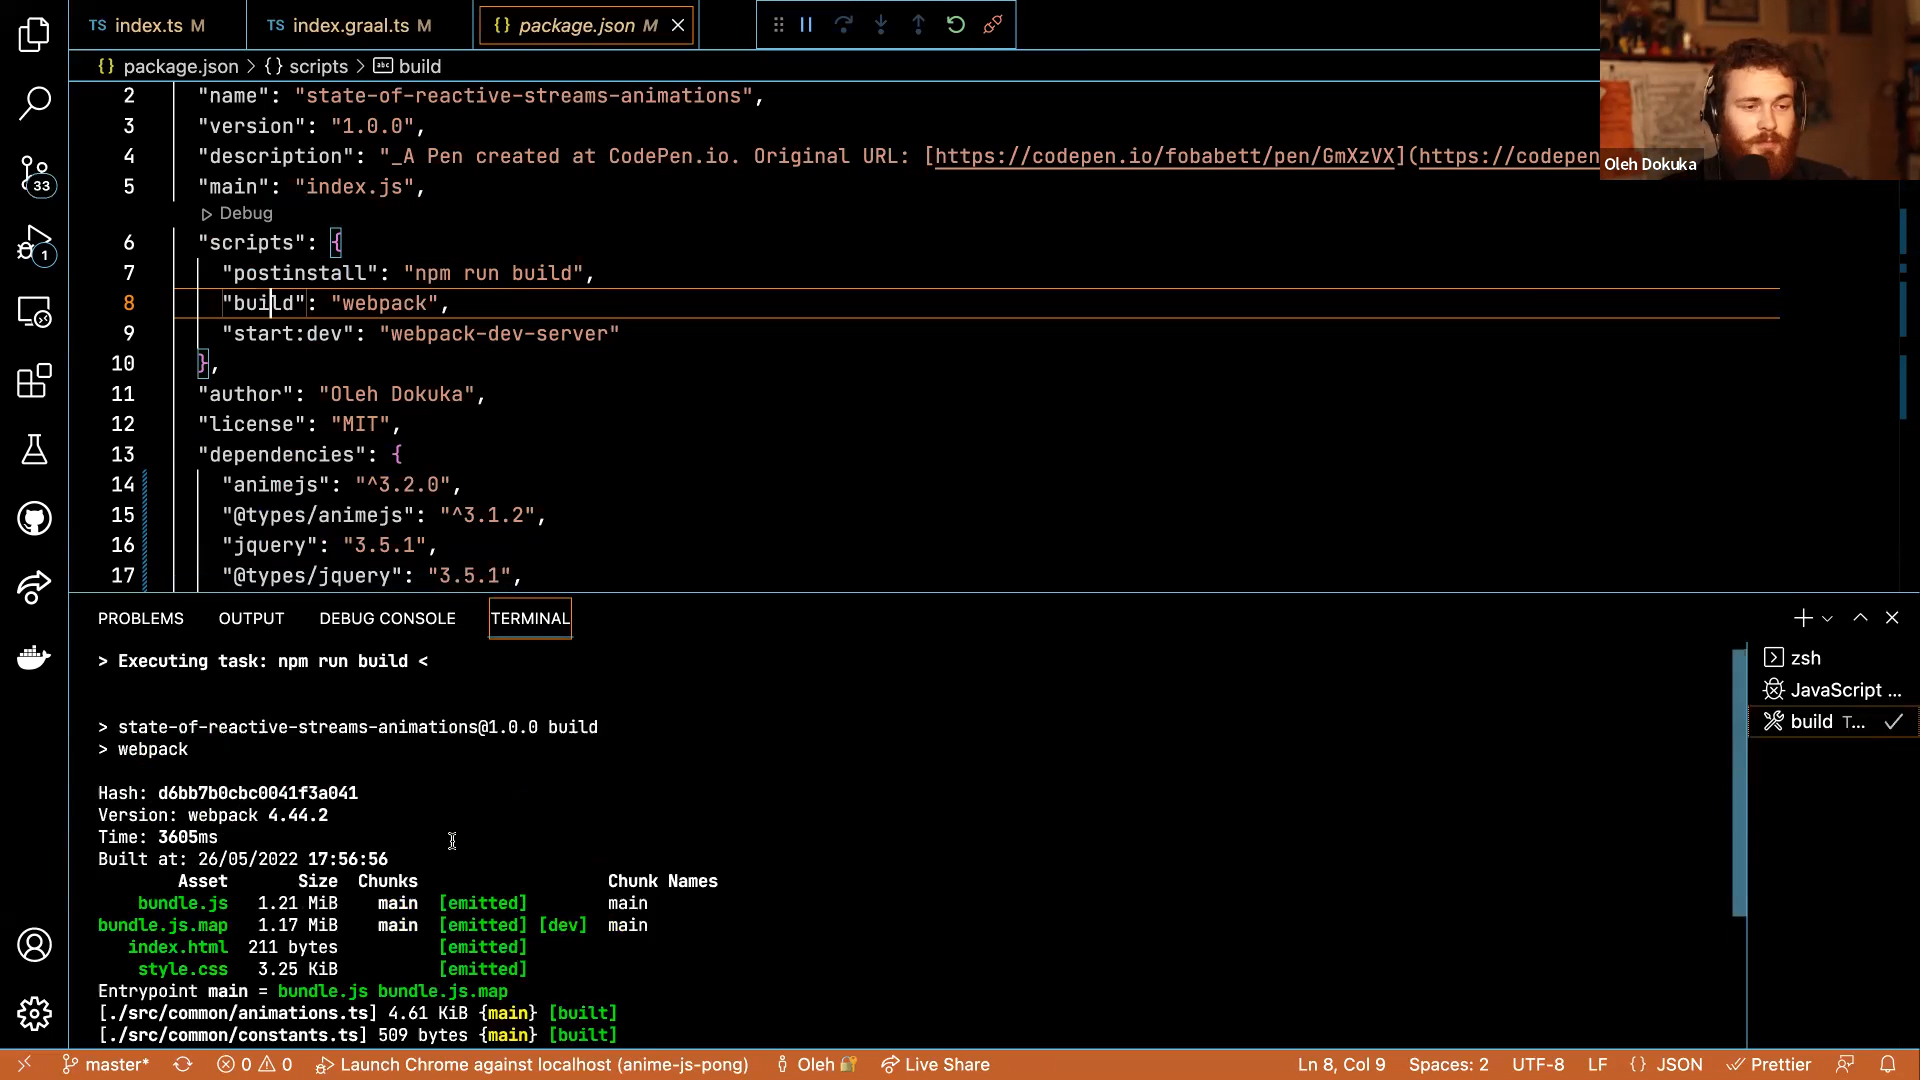 TS index.ts M
TS index.graal.ts M
{} package.json M
{} package.json > {} scripts > abc build
2 "name": "state-of-reactive-streams-animations",
3 "version": "1.0.0",
4 "description": "_A Pen created at CodePen.io. Original URL: [https://codepen.io/fobabett/pen/GmXzVX](https://codepen
5 "main": "index.js",
Debug
6 "scripts": {
7 "postinstall": "npm run build",
8 "build": "webpack",
9 "start:dev": "webpack-dev-server"
10 },
11 "author": "Oleh Dokuka",
12 "license": "MIT",
13 "dependencies": {
14 "animejs": "^3.2.0",
15 "@types/animejs": "^3.1.2",
16 "jquery": "3.5.1",
17 "@types/jquery": "3.5.1",
Oleh Dokuka
33
1
PROBLEMS OUTPUT DEBUG CONSOLE TERMINAL
> Executing task: npm run build <
> state-of-reactive-streams-animations@1.0.0 build
> webpack
Hash: d6bb7b0cbc0041f3a041
Version: webpack 4.44.2
Time: 3605ms
Built at: 26/05/2022 17:56:56
Asset Size Chunks Chunk Names
bundle.js 1.21 MiB main [emitted] main
bundle.js.map 1.17 MiB main [emitted] [dev] main
index.html 211 bytes [emitted]
style.css 3.25 KiB [emitted]
Entrypoint main = bundle.js bundle.js.map
[./src/common/animations.ts] 4.61 KiB {main} [built]
[./src/common/constants.ts] 509 bytes {main} [built]
zsh
JavaScript ...
build T...
master* 0 0 Launch Chrome against localhost (anime-js-pong) Oleh Live Share Ln 8, Col 9 Spaces: 2 UTF-8 LF {} JSON Prettier